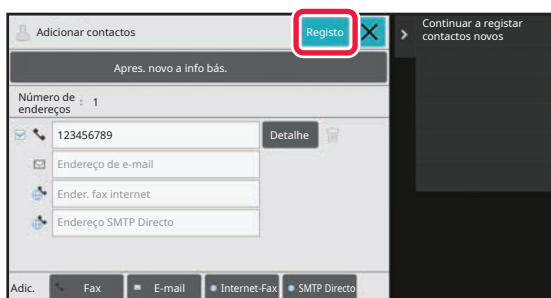 Adicionar contactos
Registo
Continuar a registar
contactos novos
Apres. novo a info bás.
Número de
endereços : 1
123456789
Detalhe
Endereço de e-mail
Ender. fax internet
Endereço SMTP Directo
Adic.
Fax
E-mail
Internet-Fax
SMTP Directo